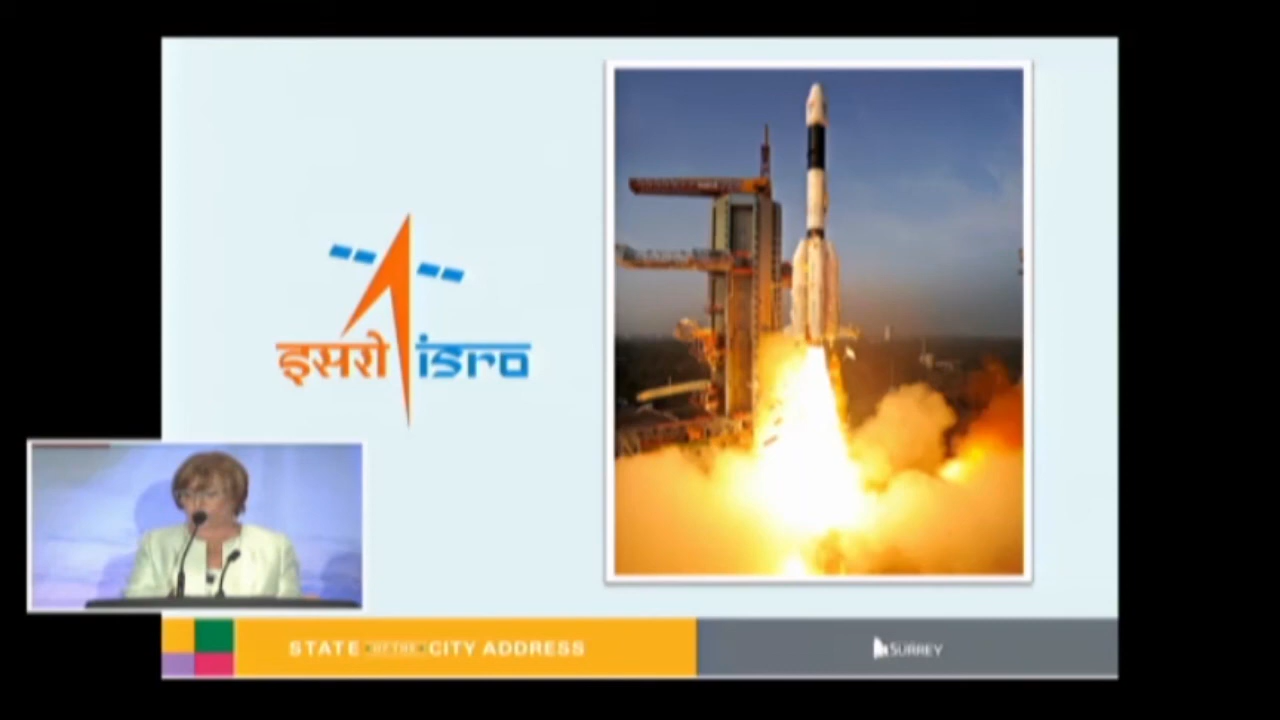 इसरो isro
STATE OF THE CITY ADDRESS
SURREY